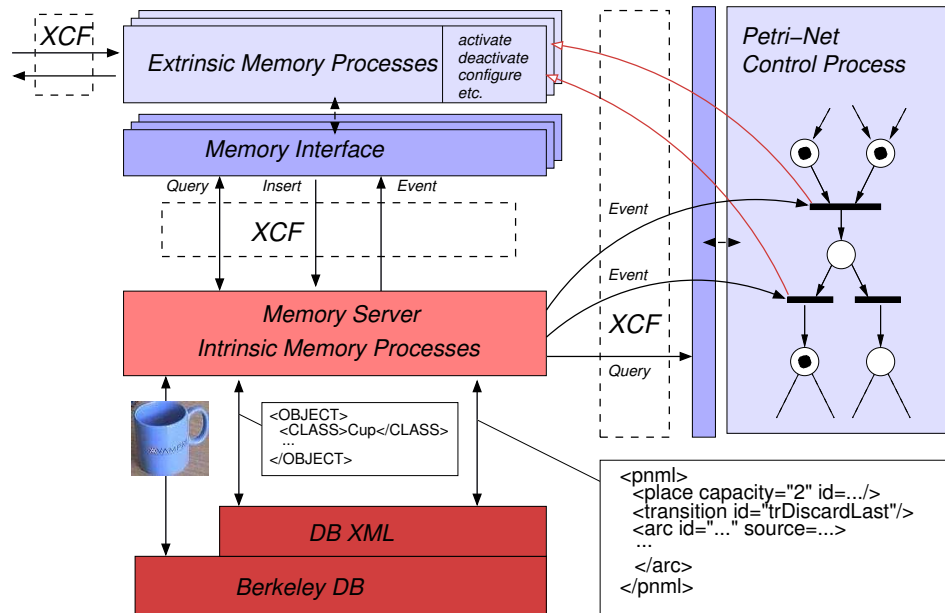 XCF
Extrinsic Memory Processes
activate
deactivate
configure
etc.
Memory Interface
Query
Insert
Event
XCF
Memory Server
Intrinsic Memory Processes
<OBJECT>
<CLASS>Cup</CLASS>
...
</OBJECT>
DB XML
Berkeley DB
Event
Event
XCF
Query
Petri-Net
Control Process
<pnml>
<place capacity="2" id=.../>
<transition id="trDiscardLast"/>
<arc id="..." source=...>
...
</arc>
</pnml>